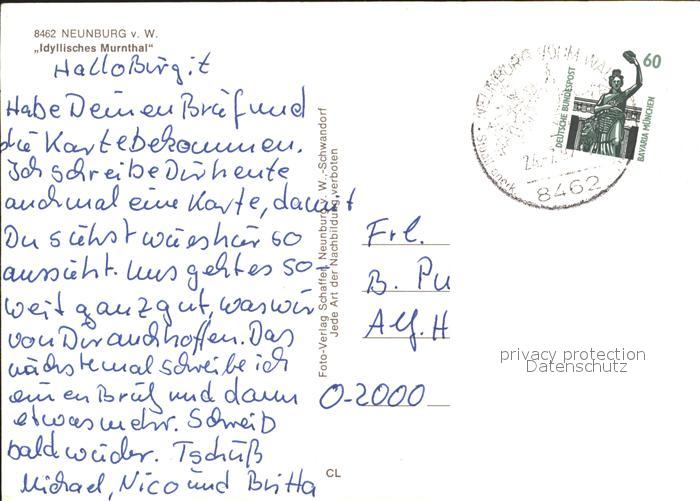 8462 NEUNBURG v. W.
„Idyllisches Murnthal"
Hallo Birgit
Habe Deinen Brief und
die Karte bekommen.
Ich schreibe Dir heute
auch mal eine Karte, damit
Du siehst wie es hier so
aussieht. Uns geht es so-
weit ganz gut, was wir
von Dir auch hoffen. Das
nächste mal schreibe ich
einen Brief und dann
etwas mehr. Schreib
bald wieder. Tschüß
Michael, Nico und Britta
Foto-Verlag Schaffer, Neunburg v. W.-Schwandorf
Jede Art der Nachbildung verboten
CL
NEUNBURG VORM WALD
8462
60
DEUTSCHE BUNDESPOST
BAVARIA MÜNCHEN
Frl.
B. Pu
Alf. H
O-2000
privacy protection
Datenschutz